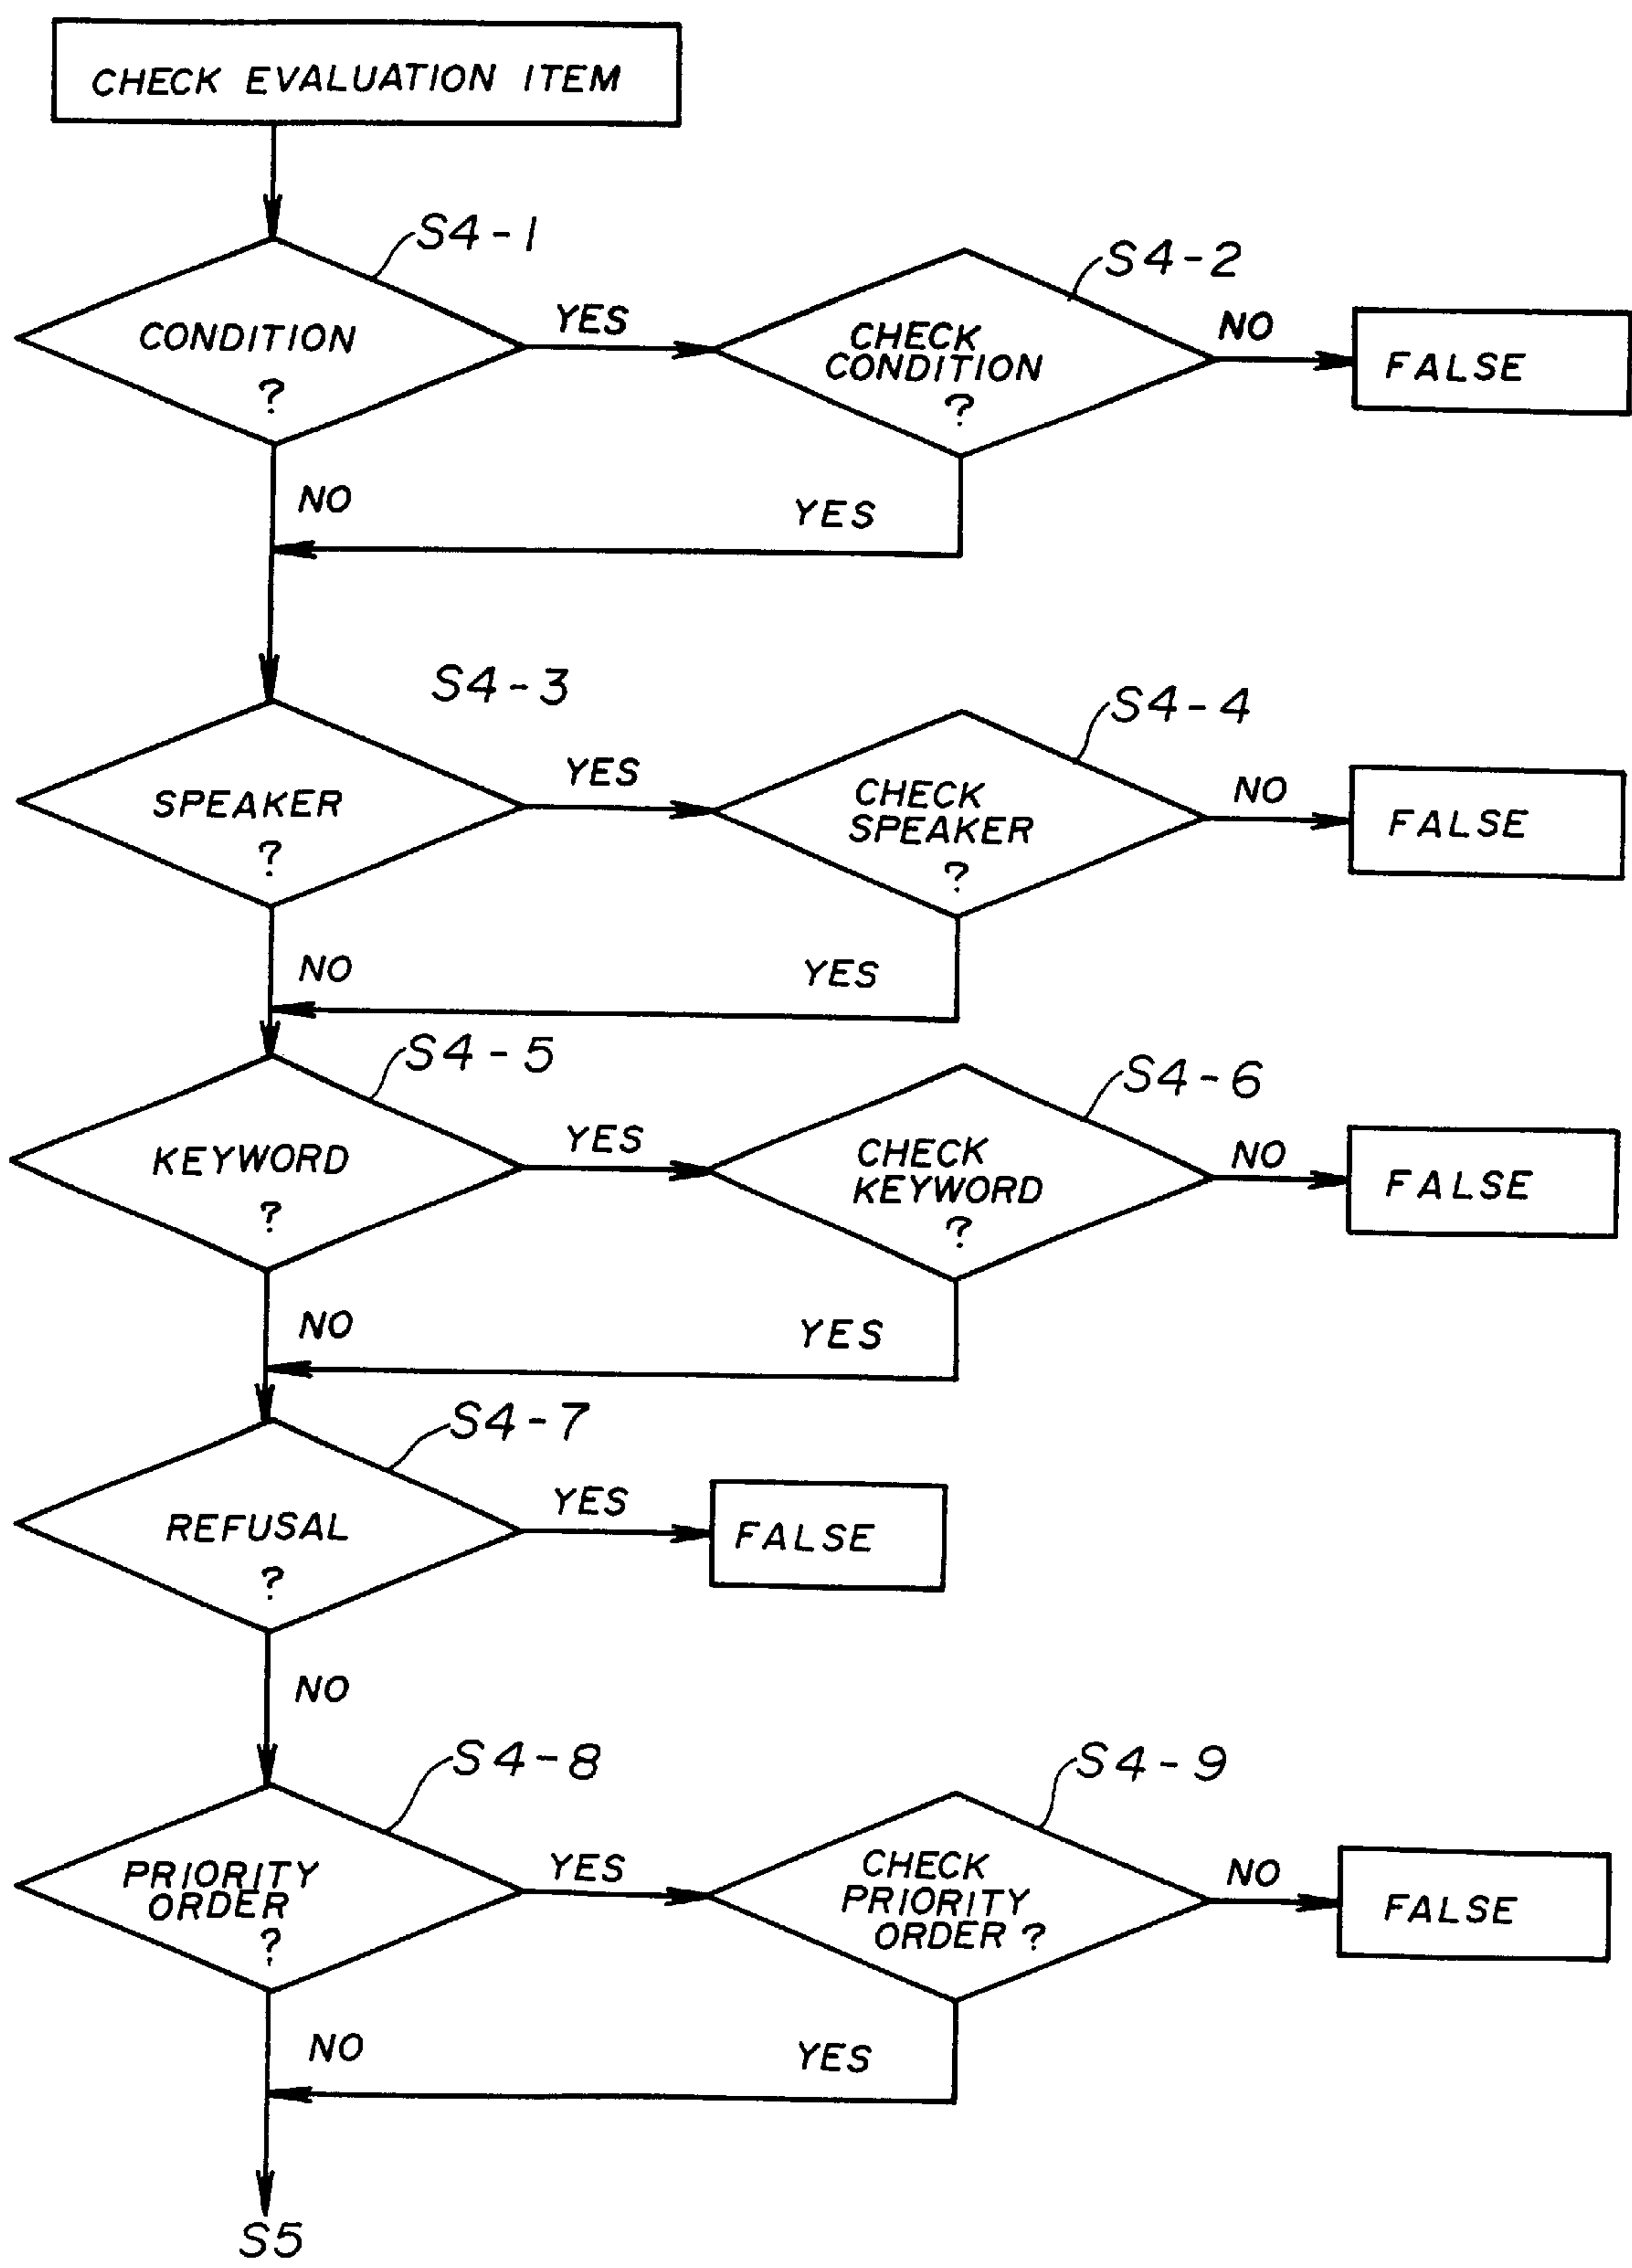 CHECK EVALUATION ITEM
S4-1
S4-2
CONDITION
?
YES
CHECK
CONDITION
?
NO
FALSE
NO
YES
S4-3
S4-4
SPEAKER
?
YES
CHECK
SPEAKER
?
NO
FALSE
NO
YES
S4-5
S4-6
KEYWORD
?
YES
CHECK
KEYWORD
?
NO
FALSE
NO
YES
S4-7
REFUSAL
?
YES
FALSE
NO
S4-8
S4-9
PRIORITY
ORDER
?
YES
CHECK
PRIORITY
ORDER ?
NO
FALSE
NO
YES
S5